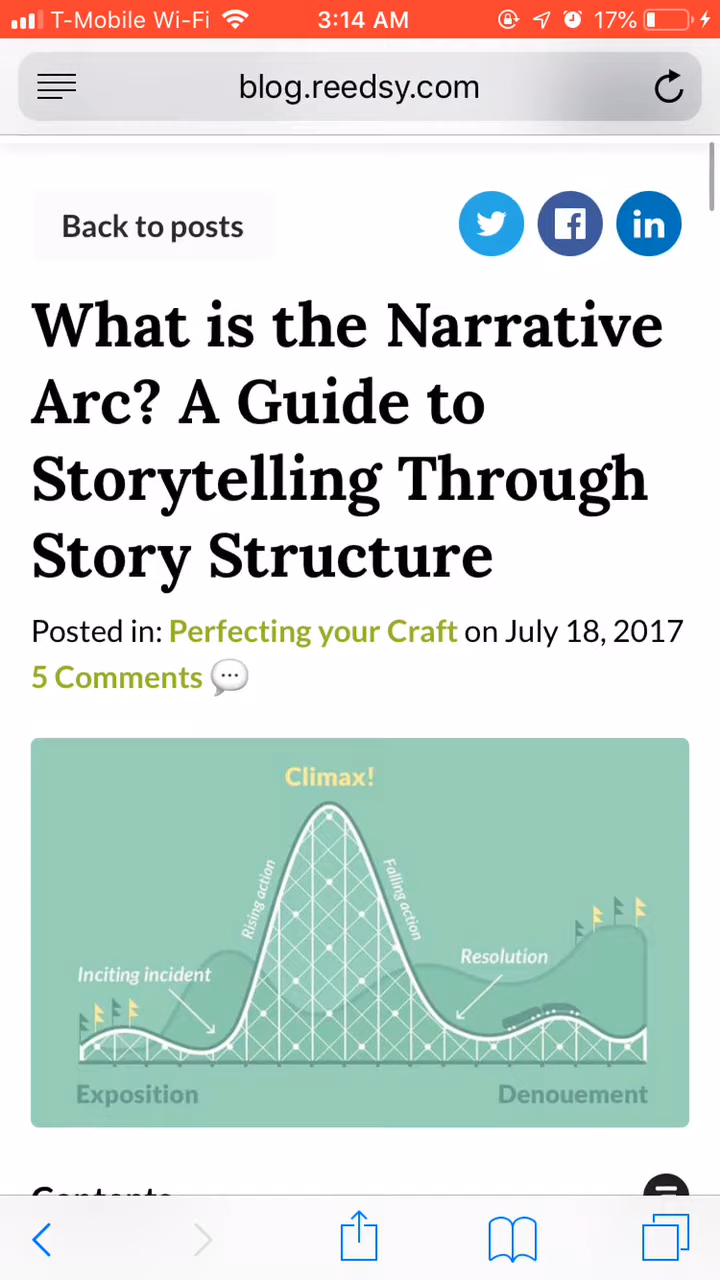 T-Mobile Wi-Fi 3:14 AM 17%
blog.reedsy.com
Back to posts
in
What is the Narrative
Arc? A Guide to
Storytelling Through
Story Structure
Posted in: Perfecting your Craft on July 18, 2017
5 Comments
Climax!
Rising action
Falling action
Inciting incident
Resolution
Exposition
Denouement
Contents